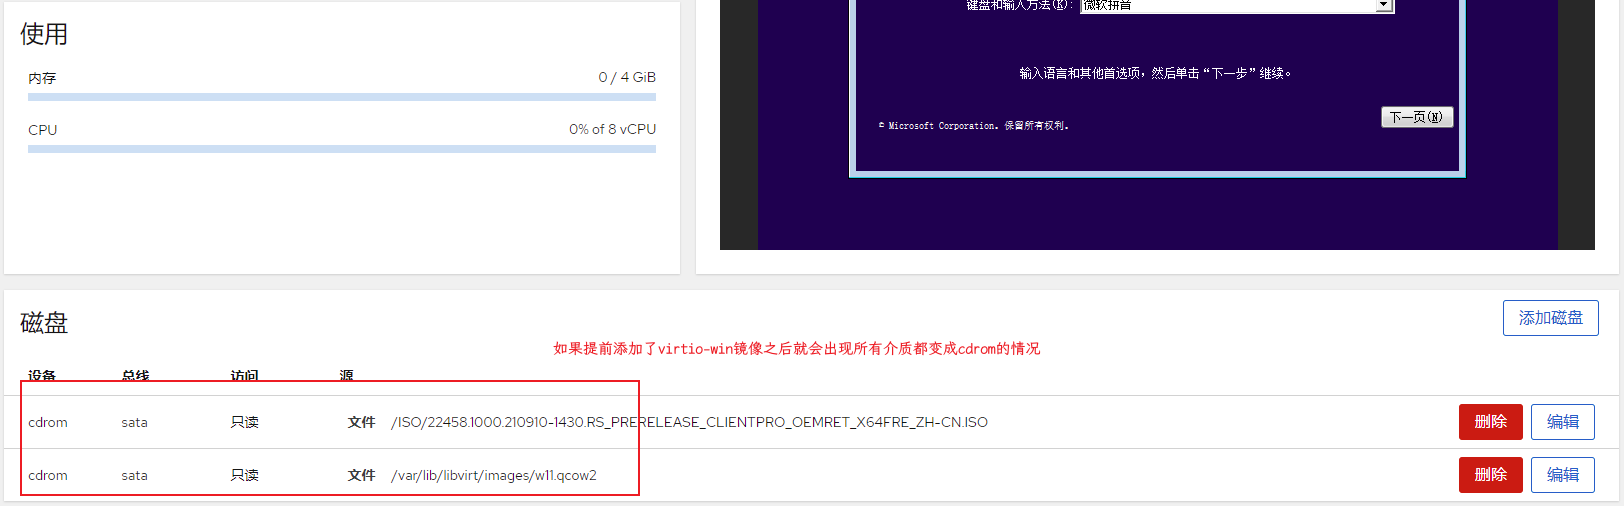 键盘和输入方法(K): 微软拼音
使用
内存 0 / 4 GiB
输入语言和其他首选项，然后单击“下一步”继续。
CPU 0% of 8 vCPU
© Microsoft Corporation. 保留所有权利。
下一页(N)
磁盘
添加磁盘
如果提前添加了virtio-win镜像之后就会出现所有介质都变成cdrom的情况
设备 总线 访问 源
cdrom sata 只读 文件 /ISO/22458.1000.210910-1430.RS_PRERELEASE_CLIENTPRO_OEMRET_X64FRE_ZH-CN.ISO 删除 编辑
cdrom sata 只读 文件 /var/lib/libvirt/images/w11.qcow2 删除 编辑